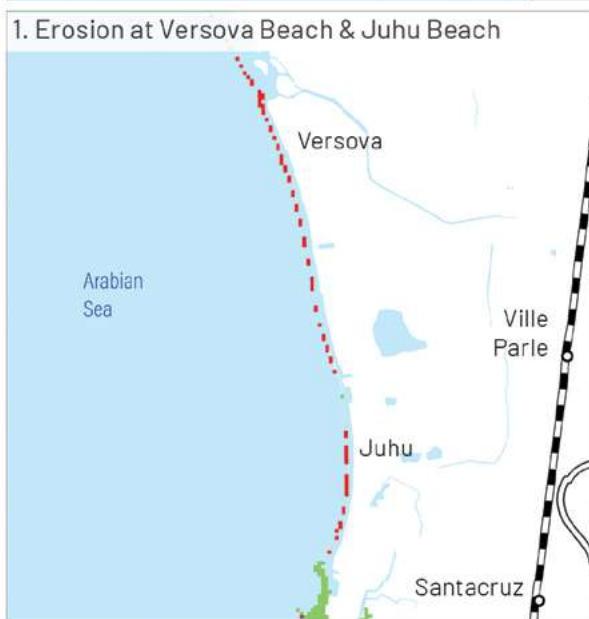 1. Erosion at Versova Beach & Juhu Beach
Versova
Arabian
Sea
Ville
Parle
Juhu
Santacruz